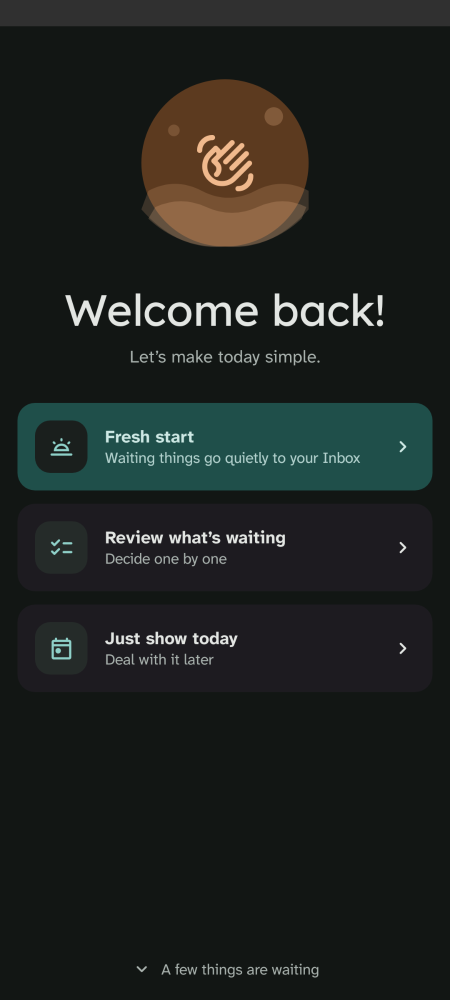 Welcome back!
Let’s make today simple.
Fresh start
Waiting things go quietly to your Inbox
Review what’s waiting
Decide one by one
Just show today
Deal with it later
A few things are waiting